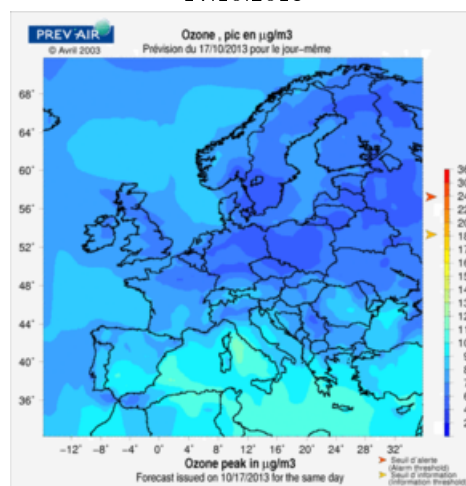 PREV'AIR
© Avril 2003
Ozone , pic en µg/m3
Prévision du 17/10/2013 pour le jour-même
68°
64°
60°
56°
52°
48°
44°
40°
36°
-12° -8° -4° 0° 4° 8° 12° 16° 20° 24° 28° 32°
Ozone peak in µg/m3
Forecast issued on 10/17/2013 for the same day
Seuil d'alerte
(Alarm threshold)
Seuil d'information
(Information threshold)